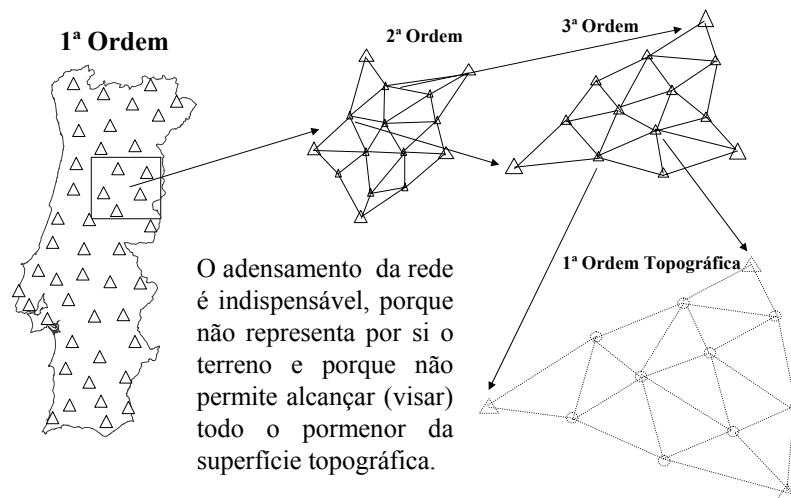 1ª Ordem
2ª Ordem
3ª Ordem
1ª Ordem Topográfica
O adensamento da rede
é indispensável, porque
não representa por si o
terreno e porque não
permite alcançar (visar)
todo o pormenor da
superfície topográfica.